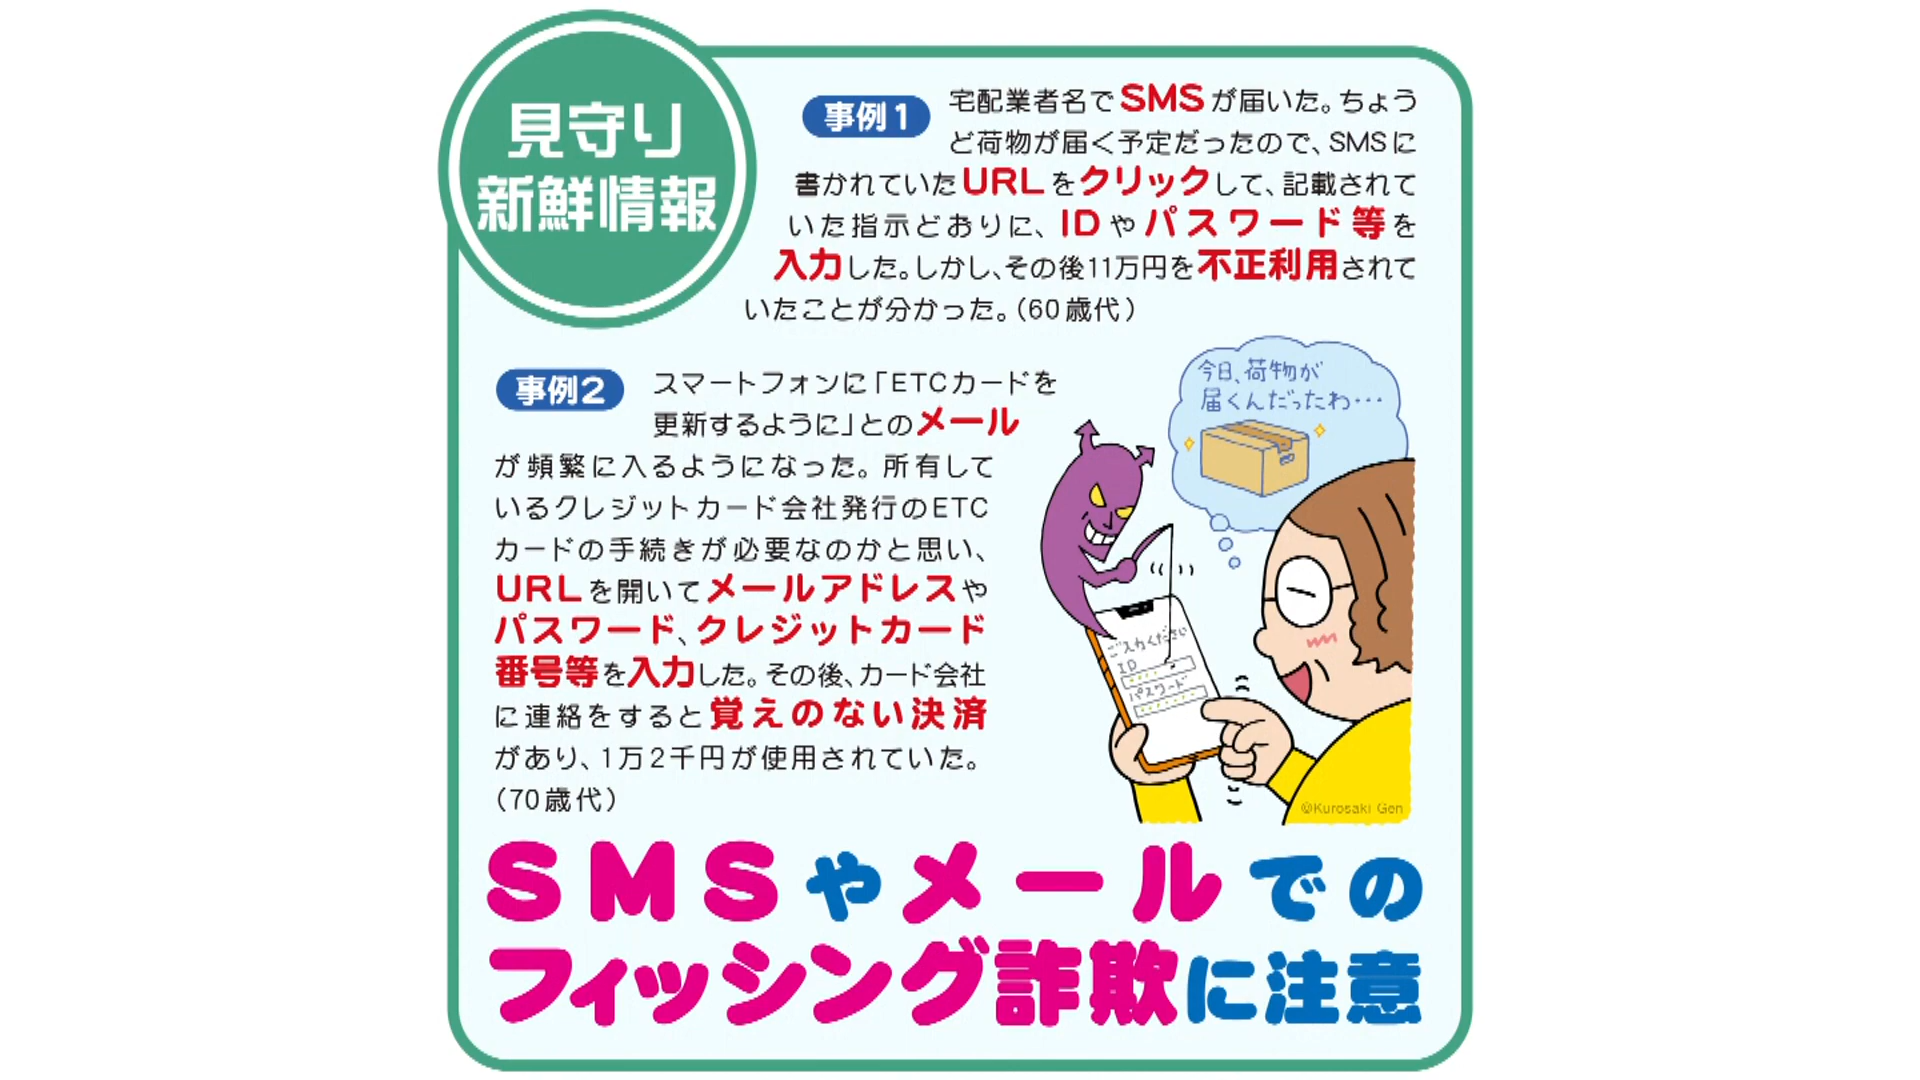 見守り
新鮮情報
事例1
宅配業者名でSMSが届いた。ちょう
ど荷物が届く予定だったので、SMSに
書かれていたURLをクリックして、記載されて
いた指示どおりに、IDやパスワード等を
入力した。しかし、その後11万円を不正利用されて
いたことが分かった。(60歳代)
事例2
スマートフォンに「ETCカードを
更新するように」とのメール
が頻繁に入るようになった。所有して
いるクレジットカード会社発行のETC
カードの手続きが必要なのかと思い、
URLを開いてメールアドレスや
パスワード、クレジットカード
番号等を入力した。その後、カード会社
に連絡をすると覚えのない決済
があり、1万2千円が使用されていた。
(70歳代)
今日、荷物が
届くんだったわ・・・
ご入力ください
ID
パスワード
©Kurosaki Gen
SMSやメールでの
フィッシング詐欺に注意